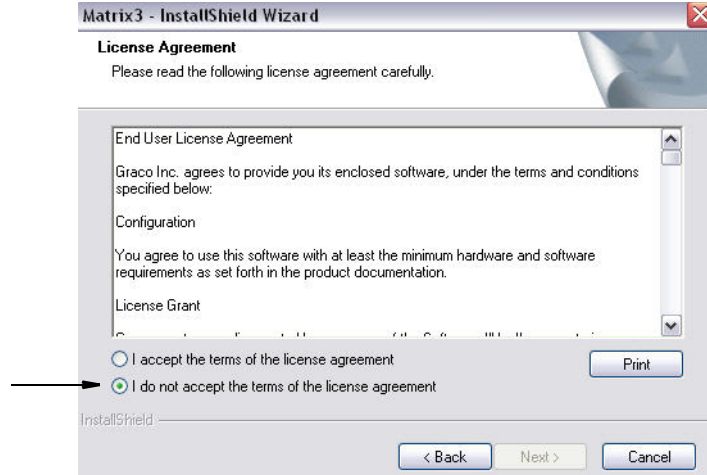 Matrix3 - InstallShield Wizard
License Agreement
Please read the following license agreement carefully.
End User License Agreement
Graco Inc. agrees to provide you its enclosed software, under the terms and conditions
specified below:
Configuration
You agree to use this software with at least the minimum hardware and software
requirements as set forth in the product documentation.
License Grant
I accept the terms of the license agreement
Print
I do not accept the terms of the license agreement
InstallShield
< Back
Next >
Cancel